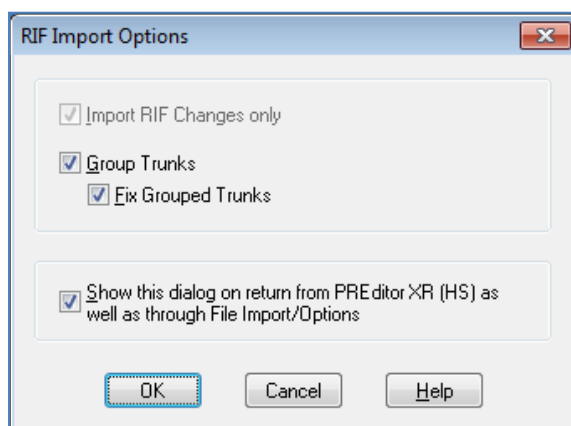 RIF Import Options
Import RIF Changes only
Group Trunks
Fix Grouped Trunks
Show this dialog on return from PREditor XR (HS) as
well as through File Import/Options
OK Cancel Help